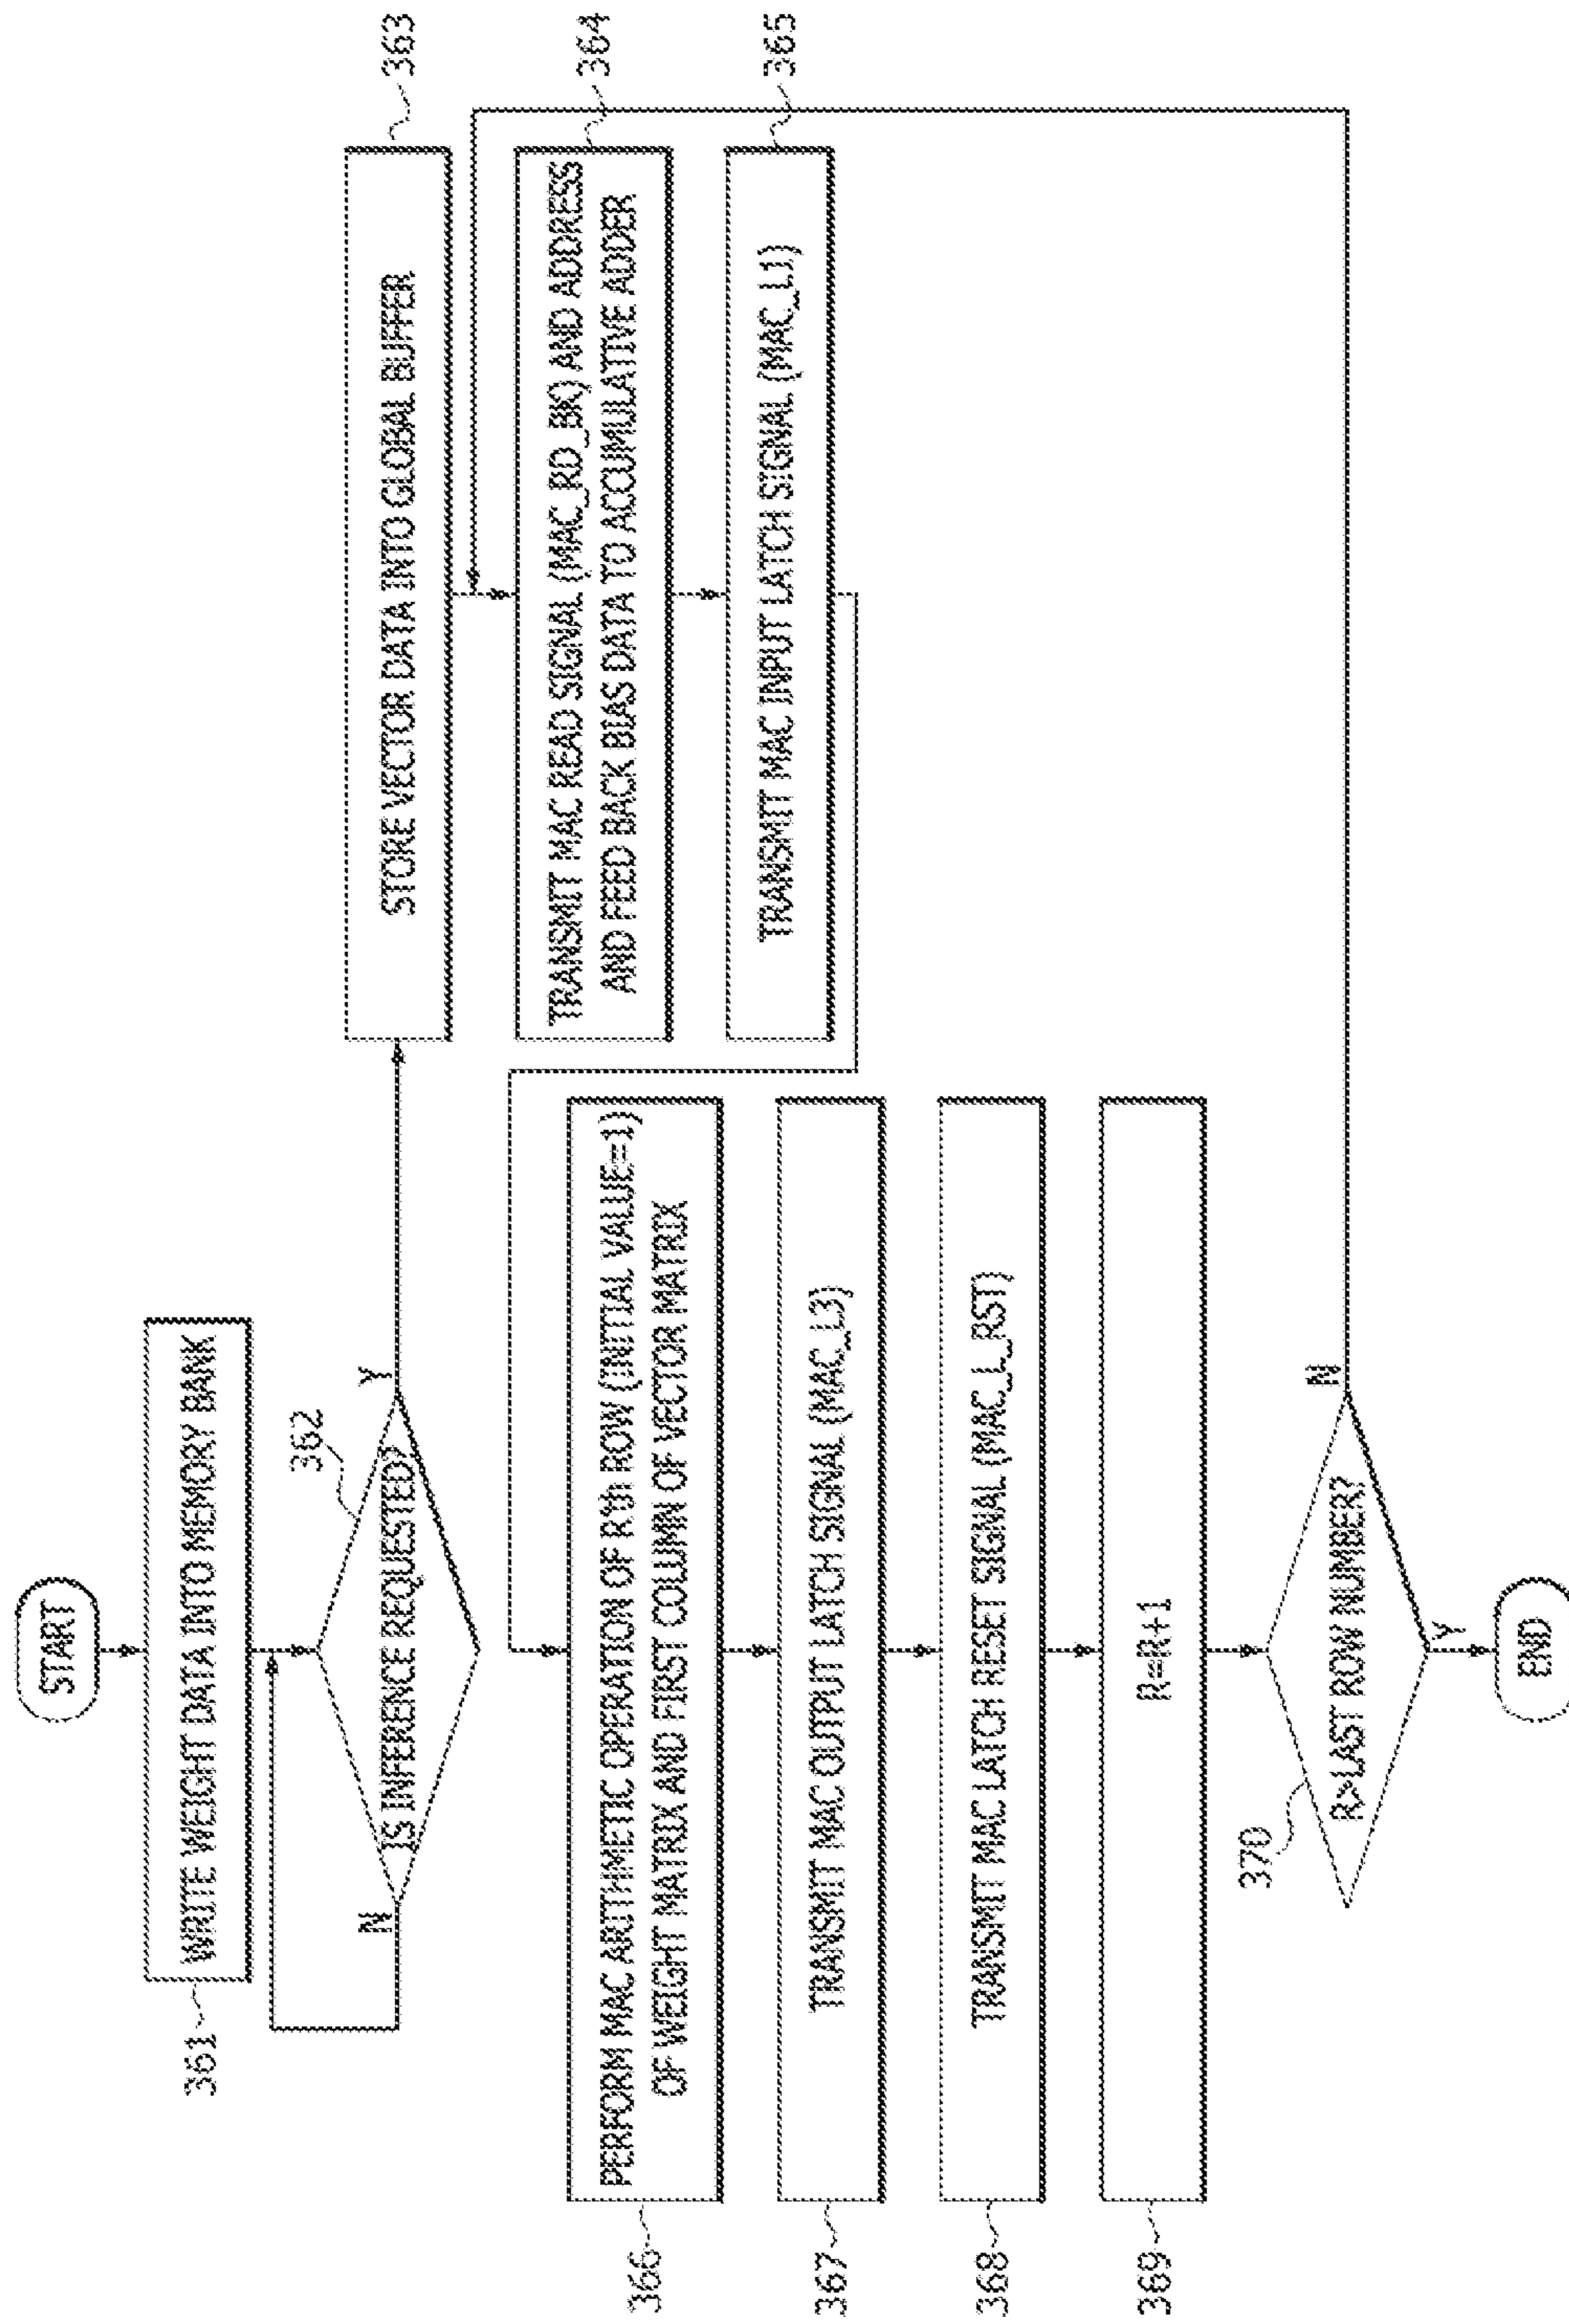 START
361
WRITE WEIGHT DATA INTO MEMORY BANK
362
IS INFERENCE REQUESTED?
N
Y
STORE VECTOR DATA INTO GLOBAL BUFFER
363
TRANSMIT MAC READ SIGNAL (MAC_RD_BK) AND ADDRESS
AND FEED BACK BIAS DATA TO ACCUMULATIVE ADDER
364
TRANSMIT MAC INPUT LATCH SIGNAL (MAC_L1)
365
366
PERFORM MAC ARITHMETIC OPERATION OF R'th ROW (INITIAL VALUE=1)
OF WEIGHT MATRIX AND FIRST COLUMN OF VECTOR MATRIX
367
TRANSMIT MAC OUTPUT LATCH SIGNAL (MAC_L3)
368
TRANSMIT MAC LATCH RESET SIGNAL (MAC_L_RST)
369
R=R+1
370
R>LAST ROW NUMBER?
N
Y
END